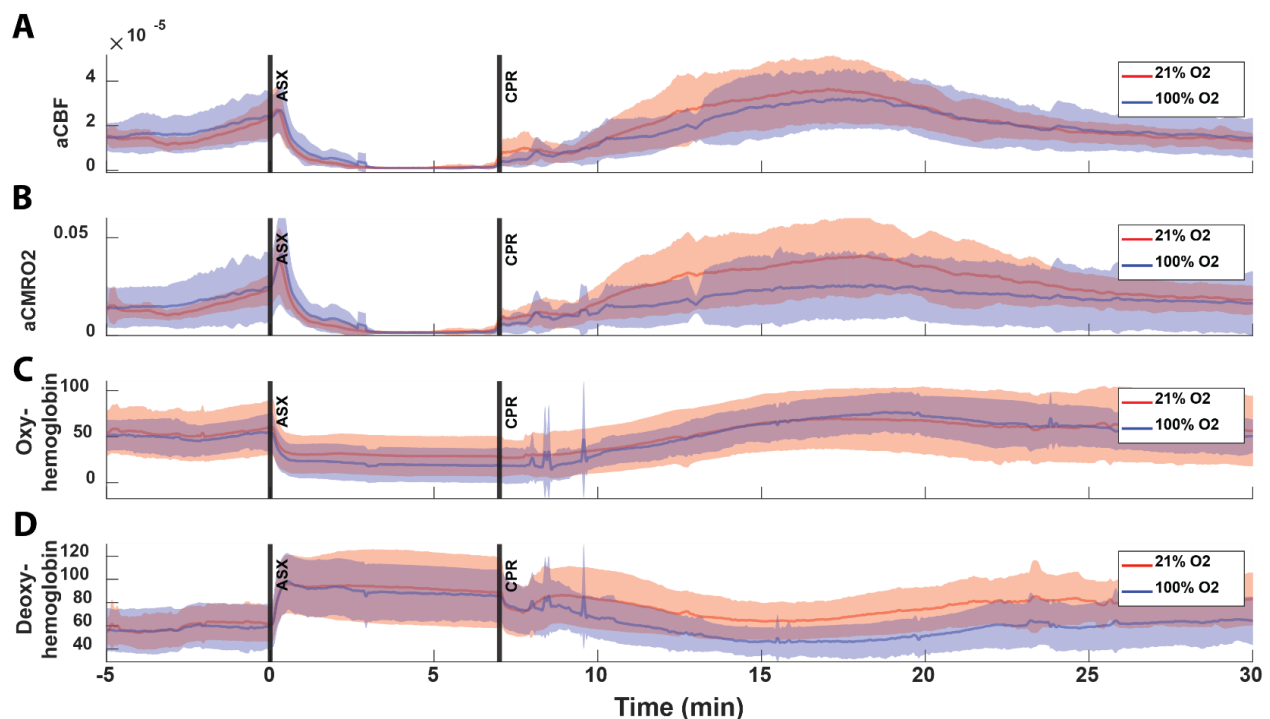 A
× 10 -5
4
2
0
aCBF
ASX
CPR
21% O2
100% O2
B
0.05
0
aCMRO2
ASX
CPR
21% O2
100% O2
C
100
50
0
Oxy-
hemoglobin
ASX
CPR
21% O2
100% O2
D
120
100
80
60
40
Deoxy-
hemoglobin
ASX
CPR
21% O2
100% O2
-5 0 5 10 15 20 25 30
Time (min)